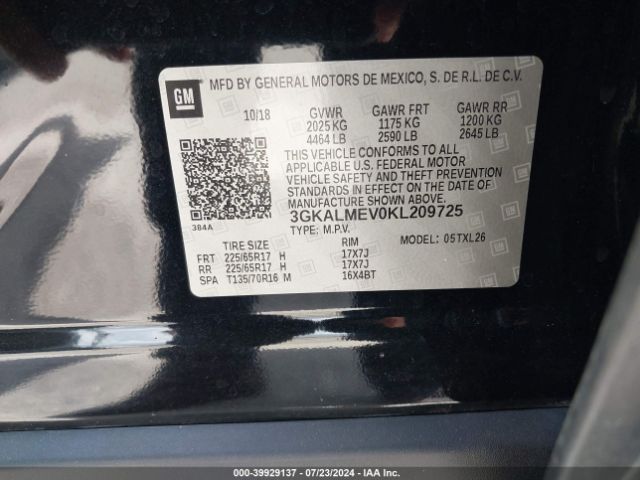 GM
MFD BY GENERAL MOTORS DE MEXICO, S. DE R.L. DE C.V.
10/18 GVWR GAWR FRT GAWR RR
2025 KG 1175 KG 1200 KG
4464 LB 2590 LB 2645 LB
THIS VEHICLE CONFORMS TO ALL
APPLICABLE U.S. FEDERAL MOTOR
VEHICLE SAFETY AND THEFT PREVENTION
STANDARDS IN EFFECT ON THE DATE OF
MANUFACTURE SHOWN ABOVE.
3GKALMEV0KL209725
384A
TYPE: M.P.V. MODEL: 05TXL26
TIRE SIZE RIM
FRT 225/65R17 H 17X7J
RR 225/65R17 H 17X7J
SPA T135/70R16 M 16X4BT
000-39929137 - 07/23/2024 - IAA Holdings, LLC.